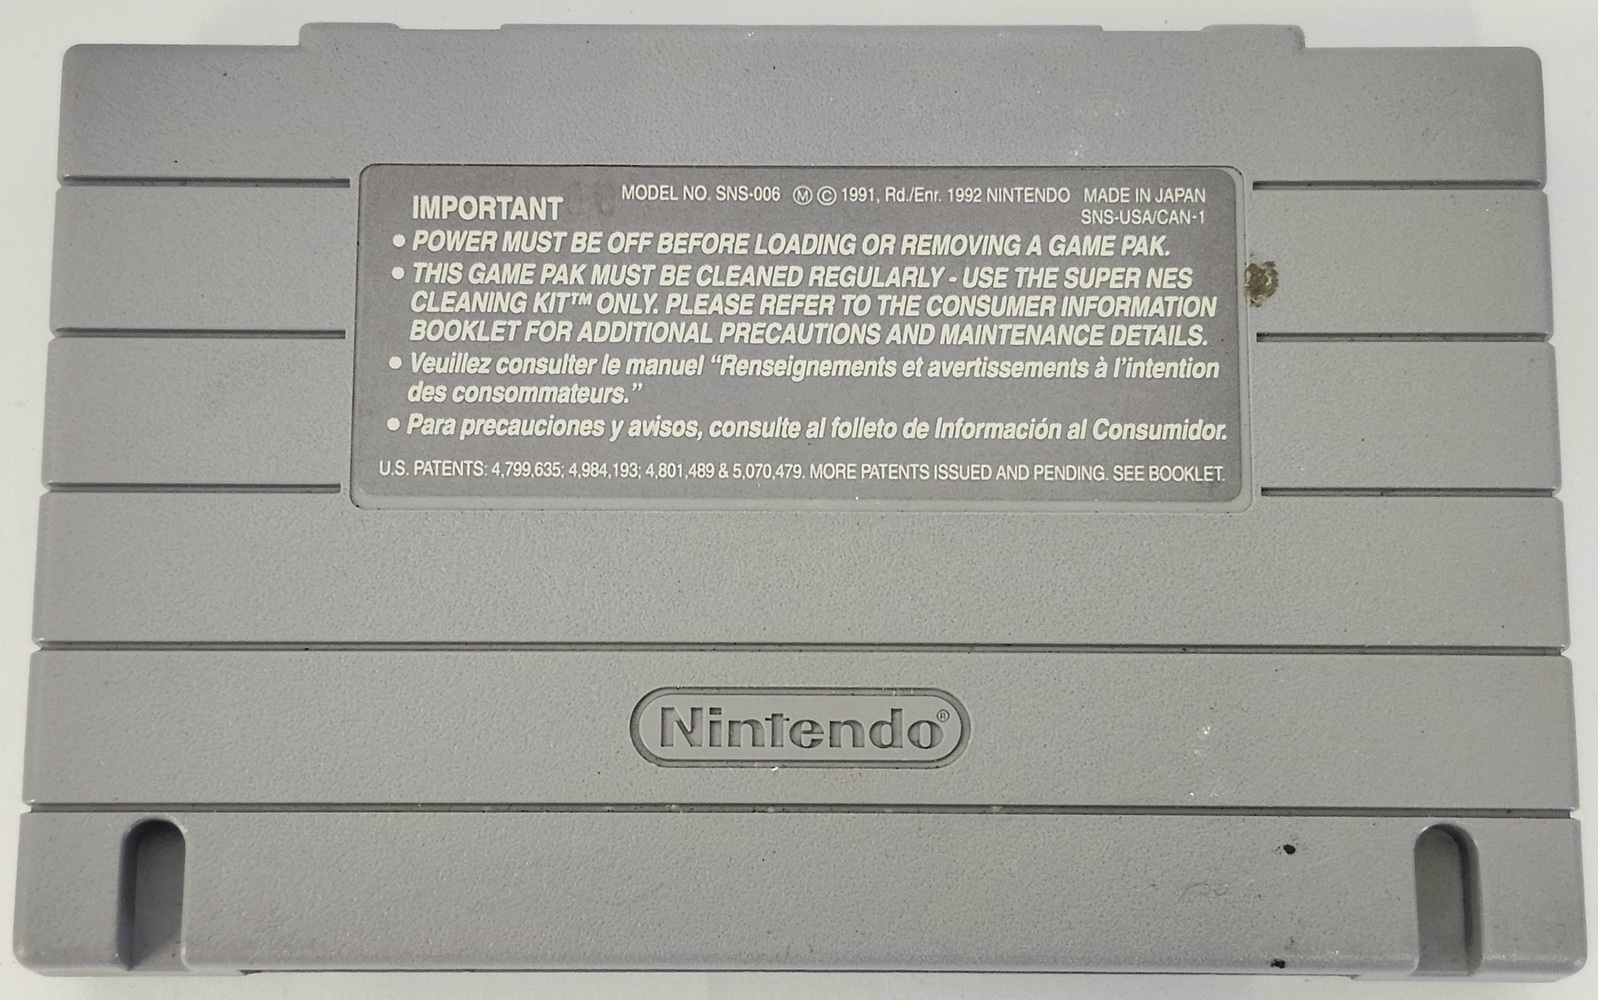 IMPORTANT MODEL NO. SNS-006 Ⓜ © 1991, Rd./Enr. 1992 NINTENDO MADE IN JAPAN
SNS-USA/CAN-1
• POWER MUST BE OFF BEFORE LOADING OR REMOVING A GAME PAK.
• THIS GAME PAK MUST BE CLEANED REGULARLY - USE THE SUPER NES
CLEANING KIT™ ONLY. PLEASE REFER TO THE CONSUMER INFORMATION
BOOKLET FOR ADDITIONAL PRECAUTIONS AND MAINTENANCE DETAILS.
• Veuillez consulter le manuel “Renseignements et avertissements à l’intention
des consommateurs.”
• Para precauciones y avisos, consulte al folleto de Información al Consumidor.
U.S. PATENTS: 4,799,635; 4,984,193; 4,801,489 & 5,070,479. MORE PATENTS ISSUED AND PENDING. SEE BOOKLET.
Nintendo®